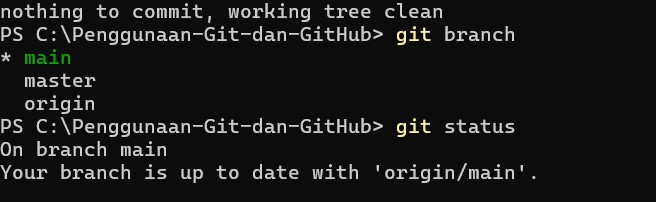 nothing to commit, working tree clean
PS C:\Penggunaan-Git-dan-GitHub> git branch
* main
  master
  origin
PS C:\Penggunaan-Git-dan-GitHub> git status
On branch main
Your branch is up to date with 'origin/main'.